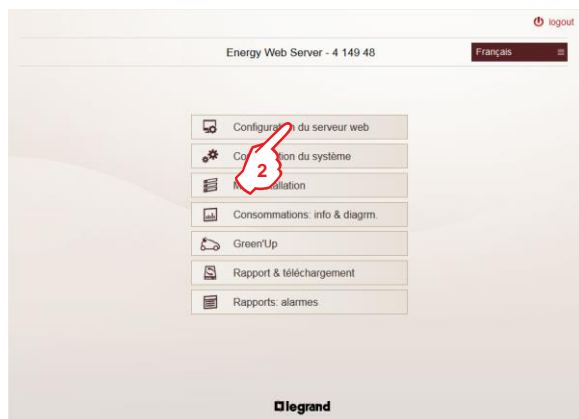 logout
Energy Web Server - 4 149 48
Français
Configuration du serveur web
du système
2
Consommations: info & diagrm.
Green'Up
Rapport & téléchargement
Rapports: alarmes
legrand